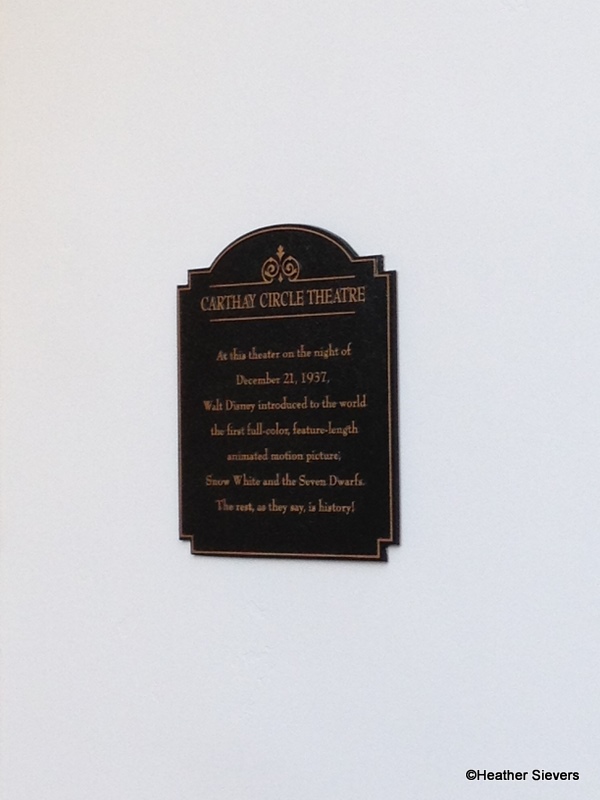 CARTHAY CIRCLE THEATRE
At this theater on the night of
December 21, 1937,
Walt Disney introduced to the world
the first full-color, feature-length
animated motion picture,
Snow White and the Seven Dwarfs.
The rest, as they say, is history!
©Heather Sievers